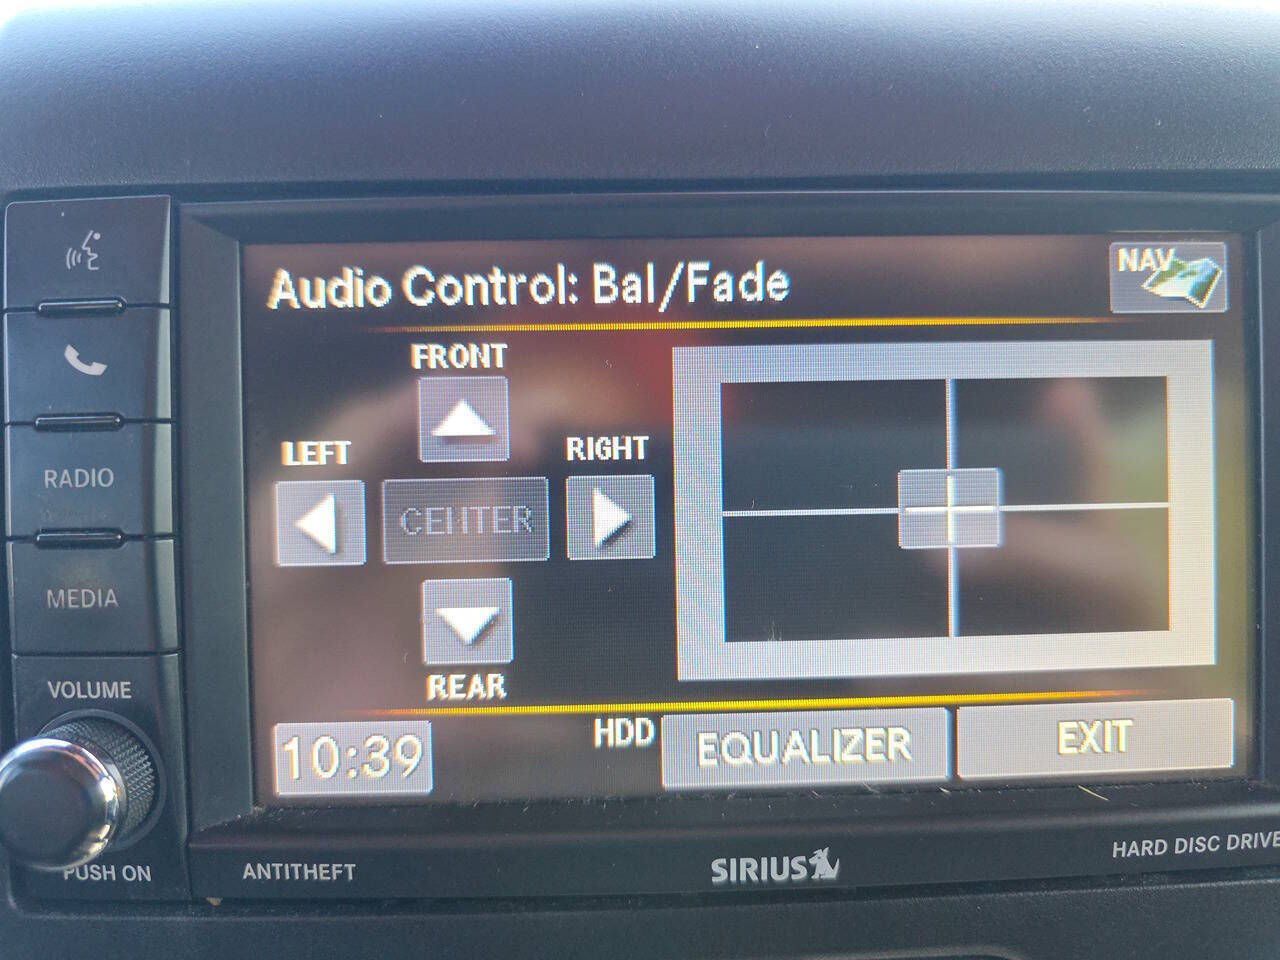 Audio Control: Bal/Fade
NAV
FRONT
LEFT
RIGHT
CENTER
REAR
10:39
HDD
EQUALIZER
EXIT
RADIO
MEDIA
VOLUME
PUSH ON
ANTITHEFT
SIRIUS
HARD DISC DRIVE